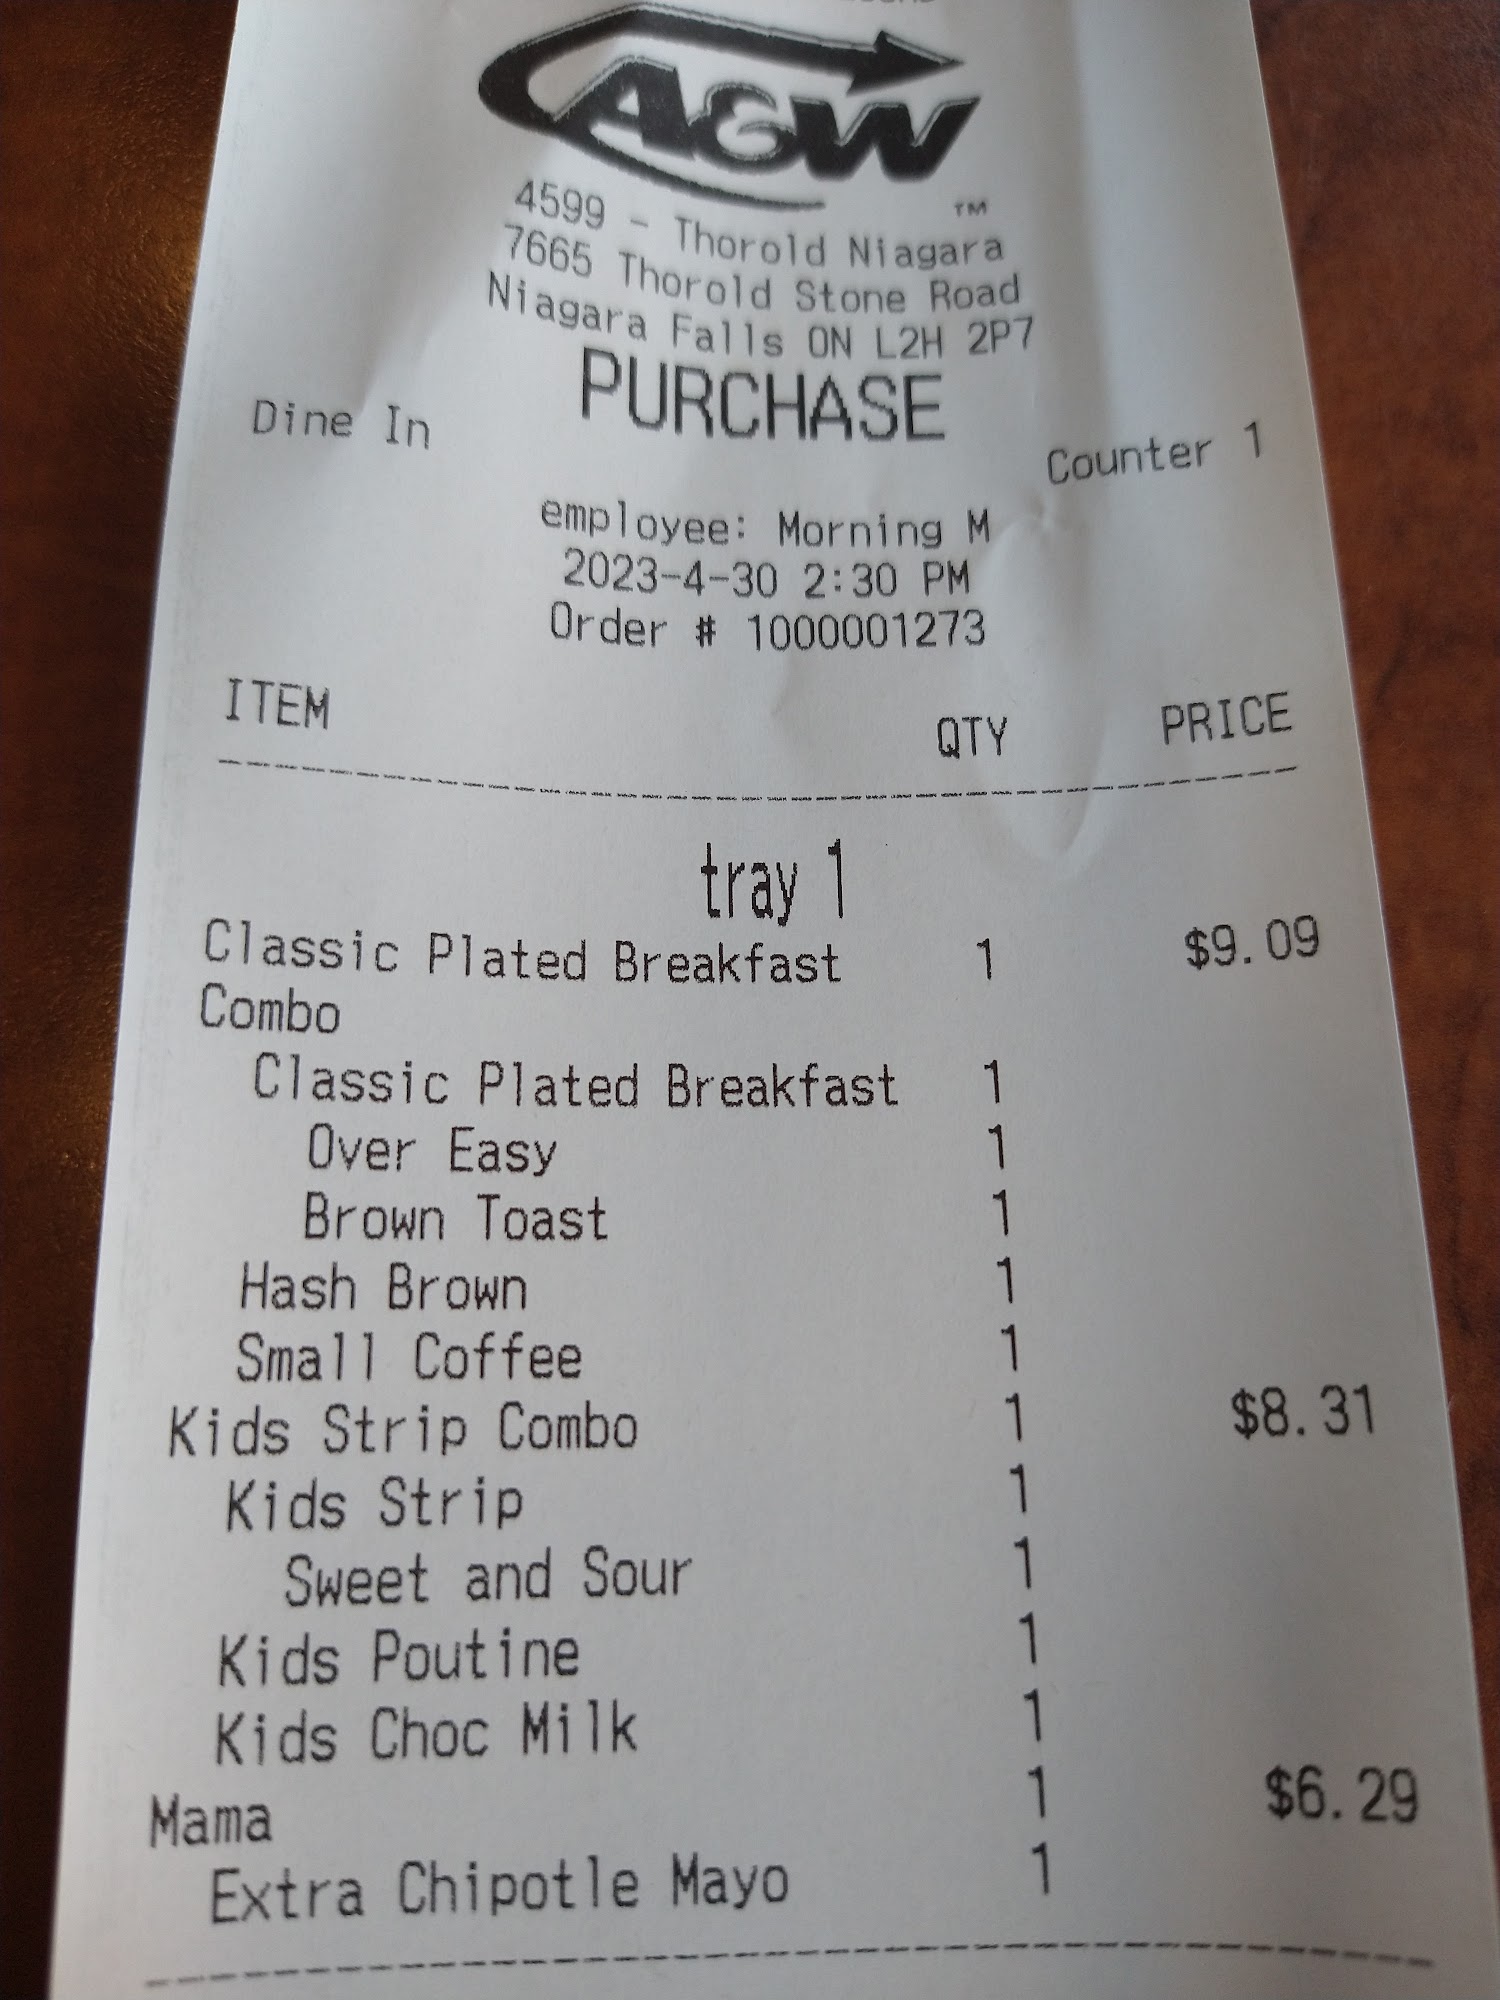 A&W
TM
4599 - Thorold Niagara
7665 Thorold Stone Road
Niagara Falls ON L2H 2P7
PURCHASE
Dine In Counter 1
employee: Morning M
2023-4-30 2:30 PM
Order # 1000001273
ITEM QTY PRICE
tray 1
Classic Plated Breakfast 1 $9.09
Combo
Classic Plated Breakfast 1
Over Easy 1
Brown Toast 1
Hash Brown 1
Small Coffee 1
Kids Strip Combo 1 $8.31
Kids Strip 1
Sweet and Sour 1
Kids Poutine 1
Kids Choc Milk 1
Mama 1 $6.29
Extra Chipotle Mayo 1